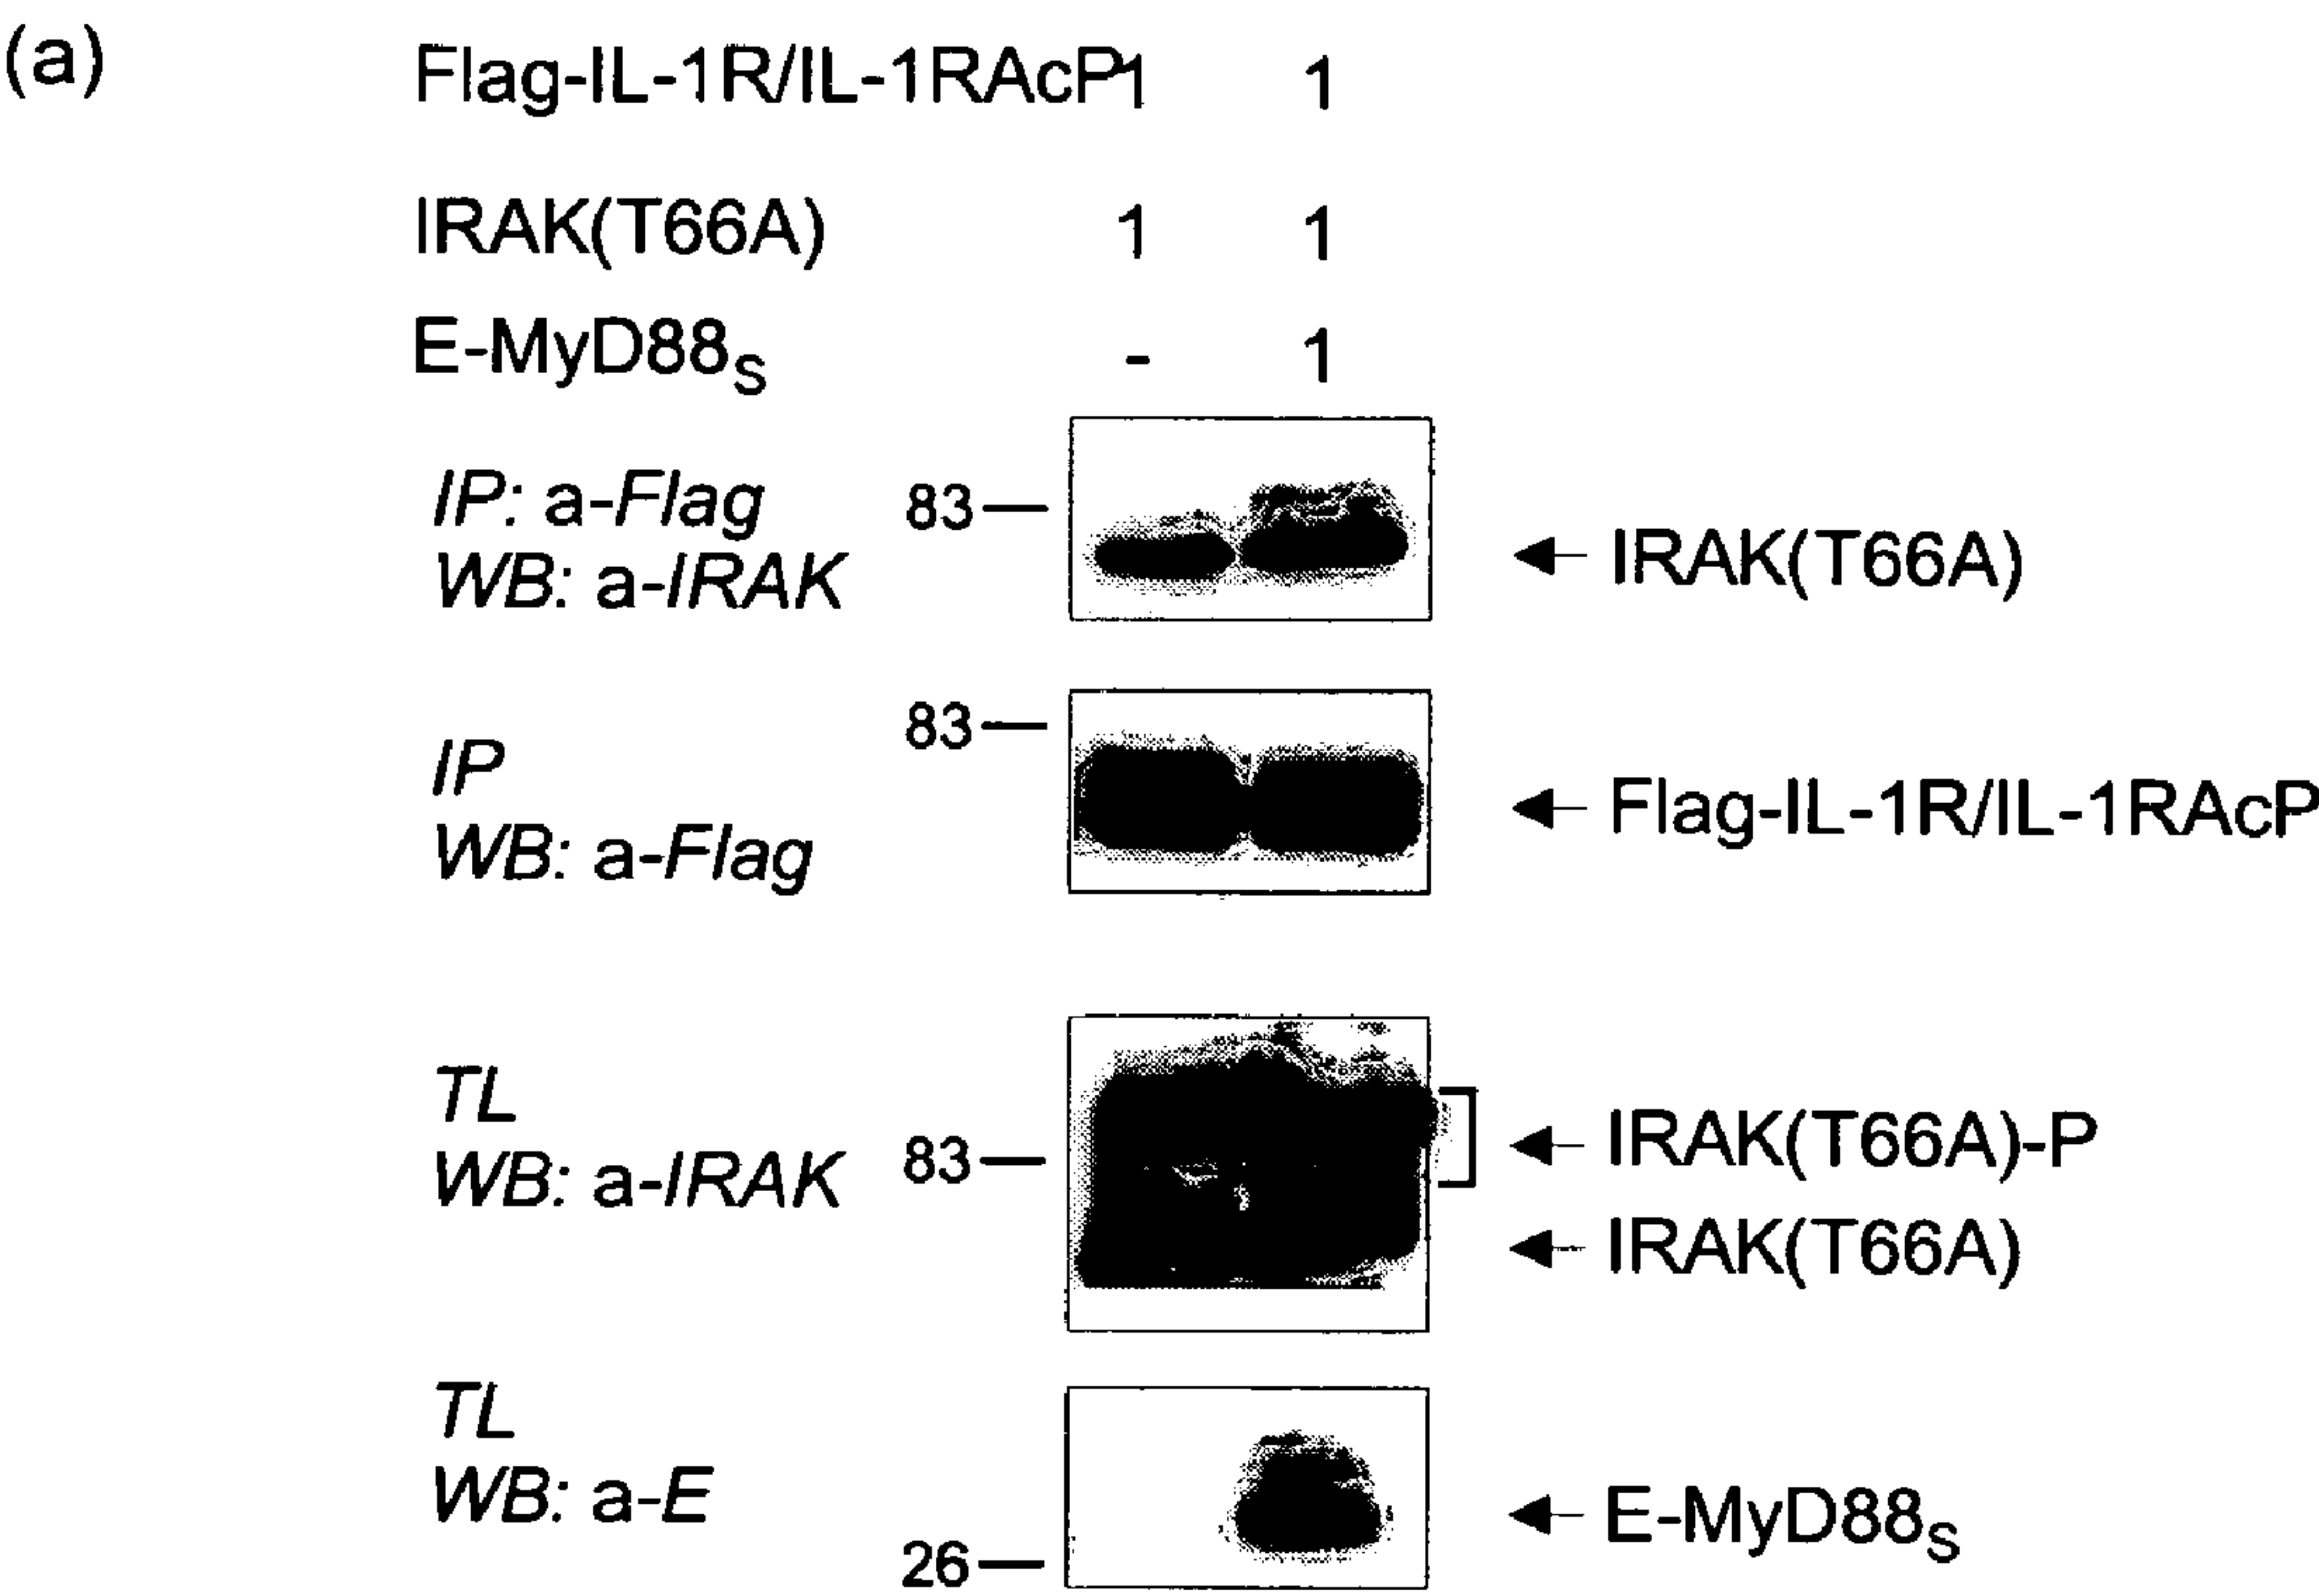 (a)
Flag-IL-1R/IL-1RAcP 1 1
IRAK(T66A) 1 1
E-MyD88S - 1
IP: a-Flag
WB: a-IRAK
83
IRAK(T66A)
83
IP
WB: a-Flag
Flag-IL-1R/IL-1RAcP
TL
WB: a-IRAK
83
IRAK(T66A)-P
IRAK(T66A)
TL
WB: a-E
26
E-MyD88S